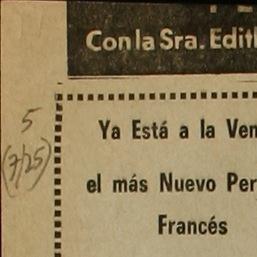 Con la Sra. Edith
5
(7/25)
Ya Está a la Ven
el más Nuevo Per
Francés